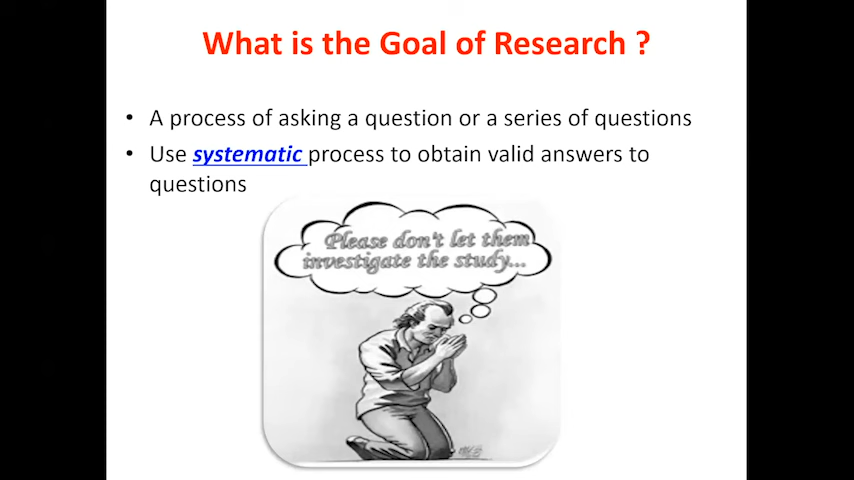 What is the Goal of Research ?
• A process of asking a question or a series of questions
• Use systematic process to obtain valid answers to
questions
Please don't let them
investigate the study...